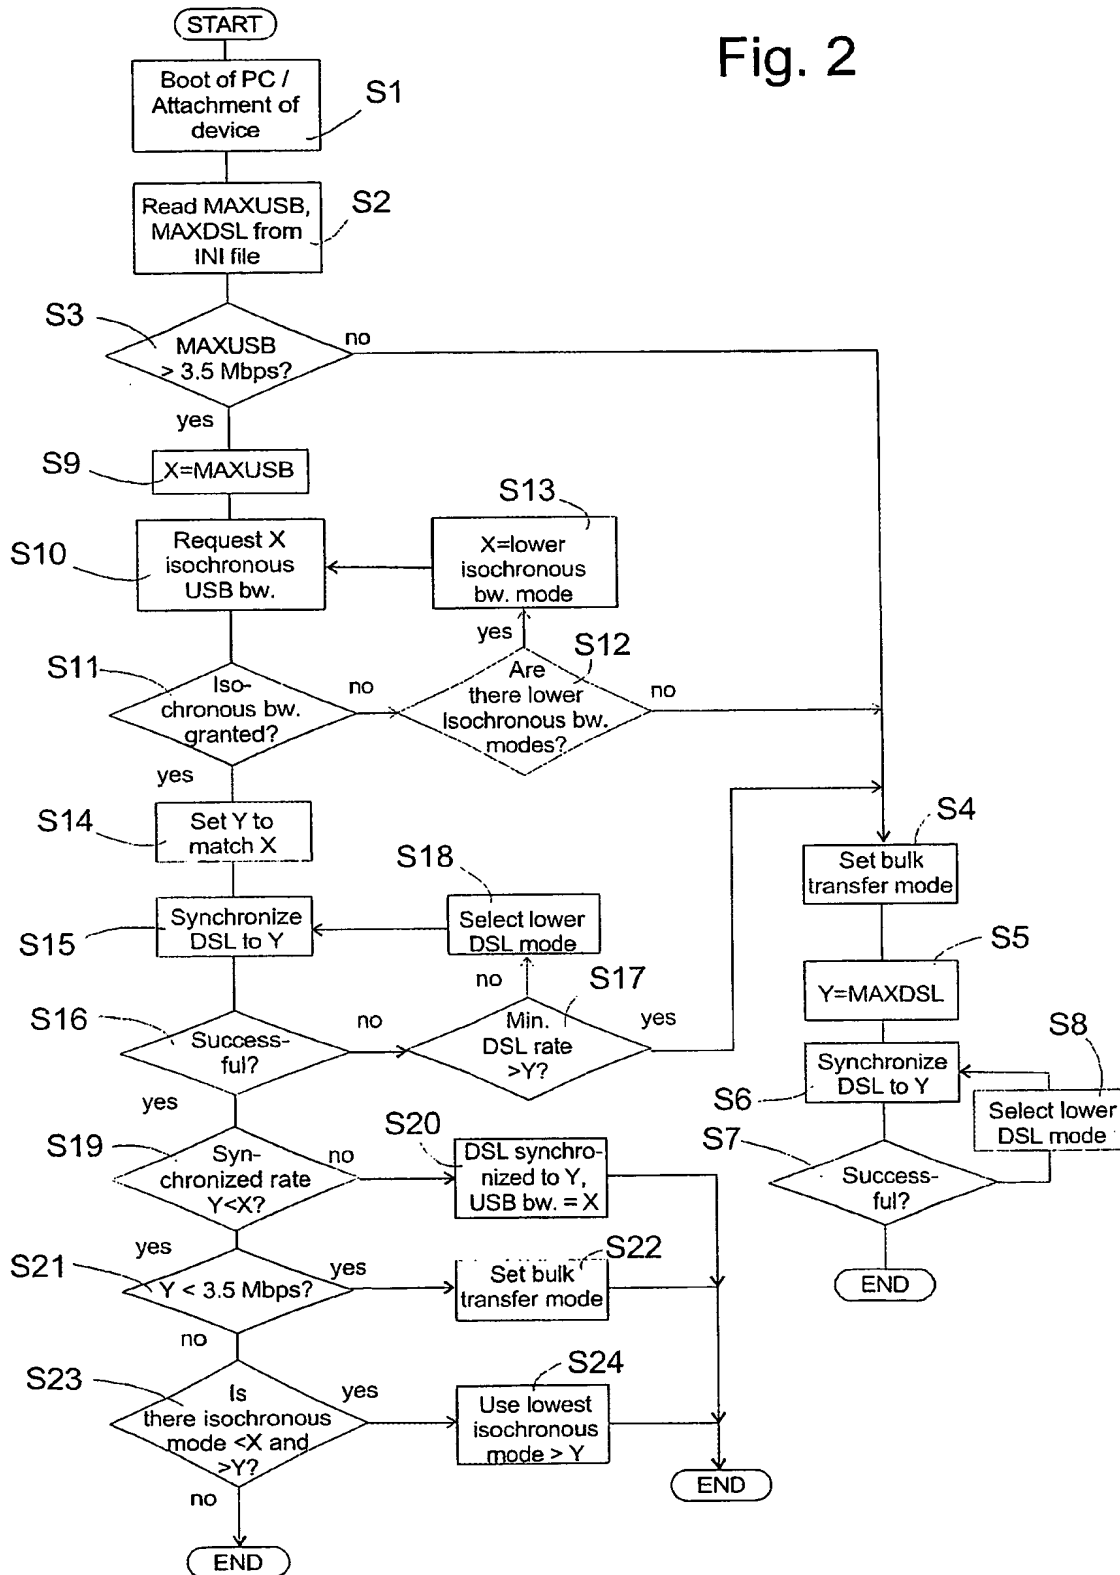 Fig. 2
START
Boot of PC /
Attachment of
device
S1
Read MAXUSB,
MAXDSL from
INI file
S2
S3
MAXUSB
> 3.5 Mbps?
no
yes
S9
X=MAXUSB
S10
Request X
isochronous
USB bw.
S13
X=lower
isochronous
bw. mode
yes
S11
Iso-
chronous bw.
granted?
no
S12
Are
there lower
Isochronous bw.
modes?
no
yes
S14
Set Y to
match X
S15
Synchronize
DSL to Y
S18
Select lower
DSL mode
no
S16
Success-
ful?
no
S17
Min.
DSL rate
>Y?
yes
yes
S4
Set bulk
transfer mode
S5
Y=MAXDSL
S6
Synchronize
DSL to Y
S8
Select lower
DSL mode
S7
Success-
ful?
END
S19
Syn-
chronized rate
Y<X?
no
S20
DSL synchro-
nized to Y,
USB bw. = X
yes
S21
Y < 3.5 Mbps?
yes
S22
Set bulk
transfer mode
no
S23
Is
there isochronous
mode <X and
>Y?
yes
S24
Use lowest
isochronous
mode > Y
END
no
END